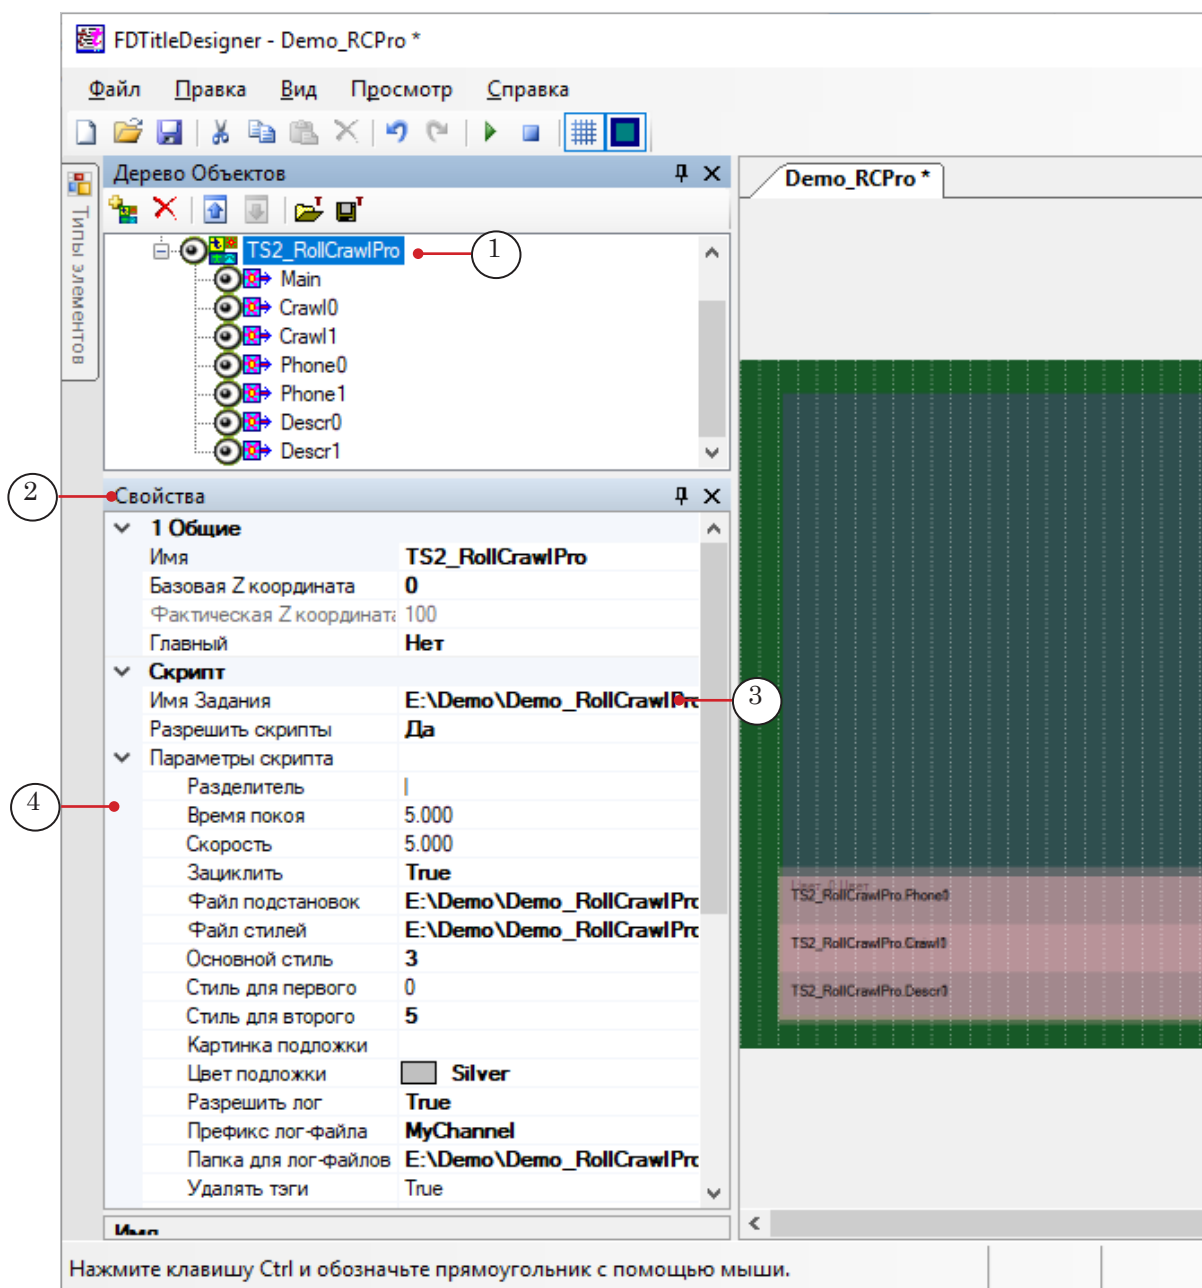 FDTitleDesigner - Demo_RCPro *
Файл Правка Вид Просмотр Справка
Дерево Объектов
Demo_RCPro *
Типы элементов
TS2_RollCrawlPro
1
Main
Crawl0
Crawl1
Phone0
Phone1
Descr0
Descr1
2
Свойства
1 Общие
Имя TS2_RollCrawlPro
Базовая Z координата 0
Фактическая Z координата 100
Главный Нет
Скрипт
Имя Задания E:\Demo\Demo_RollCrawlPro
3
Разрешить скрипты Да
Параметры скрипта
Разделитель |
4
Время покоя 5.000
Скорость 5.000
Зациклить True
Файл подстановок E:\Demo\Demo_RollCrawlPro
Файл стилей E:\Demo\Demo_RollCrawlPro
Основной стиль 3
Стиль для первого 0
Стиль для второго 5
Картинка подложки
Цвет подложки Silver
Разрешить лог True
Префикс лог-файла MyChannel
Папка для лог-файлов E:\Demo\Demo_RollCrawlPro
Удалять тэги True
Имя
TS2_RollCrawlPro.Phone0
TS2_RollCrawlPro.Crawl0
TS2_RollCrawlPro.Descr0
Нажмите клавишу Ctrl и обозначьте прямоугольник с помощью мыши.